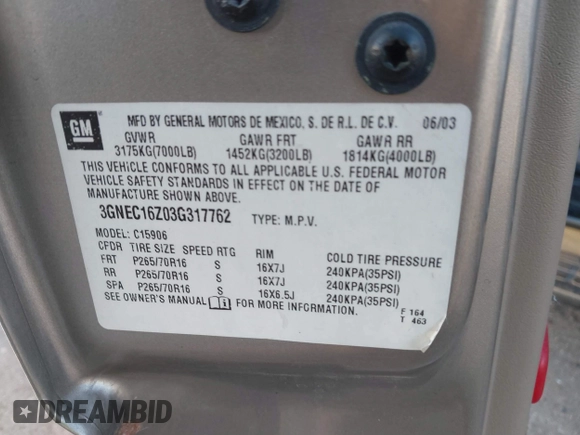 GM
MFD BY GENERAL MOTORS DE MEXICO, S. DE R.L. DE C.V. 06/03
GVWR GAWR FRT GAWR RR
3175KG(7000LB) 1452KG(3200LB) 1814KG(4000LB)
THIS VEHICLE CONFORMS TO ALL APPLICABLE U.S. FEDERAL MOTOR
VEHICLE SAFETY STANDARDS IN EFFECT ON THE DATE OF
MANUFACTURE SHOWN ABOVE.
3GNEC16Z03G317762 TYPE: M.P.V.
MODEL: C15906
CFDR TIRE SIZE SPEED RTG RIM COLD TIRE PRESSURE
FRT P265/70R16 S 16X7J 240KPA(35PSI)
RR P265/70R16 S 16X7J 240KPA(35PSI)
SPA P265/70R16 S 16X6.5J 240KPA(35PSI)
SEE OWNER'S MANUAL FOR MORE INFORMATION.
F 164
T 463
DREAMBID